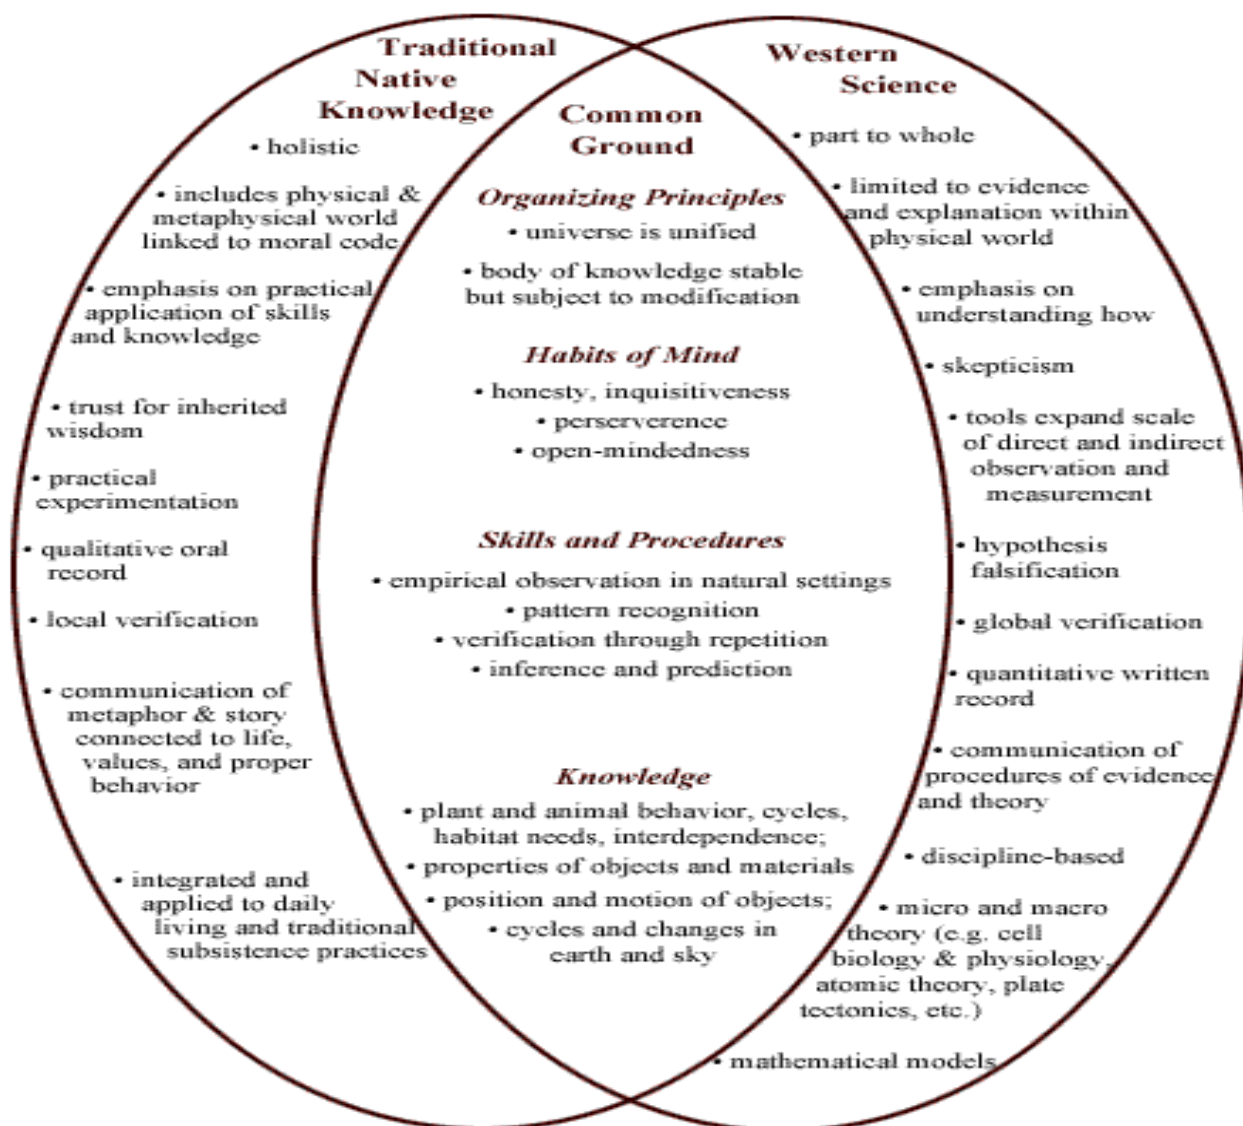 Traditional
Native
Knowledge
• holistic
• includes physical &
metaphysical world
linked to moral code
• emphasis on practical
application of skills
and knowledge
• trust for inherited
wisdom
• practical
experimentation
• qualitative oral
record
• local verification
• communication of
metaphor & story
connected to life,
values, and proper
behavior
• integrated and
applied to daily
living and traditional
subsistence practices
Common
Ground
Organizing Principles
• universe is unified
• body of knowledge stable
but subject to modification
Habits of Mind
• honesty, inquisitiveness
• perserverence
• open-mindedness
Skills and Procedures
• empirical observation in natural settings
• pattern recognition
• verification through repetition
• inference and prediction
Knowledge
• plant and animal behavior, cycles,
habitat needs, interdependence;
• properties of objects and materials
• position and motion of objects;
• cycles and changes in
earth and sky
Western
Science
• part to whole
• limited to evidence
and explanation within
physical world
• emphasis on
understanding how
• skepticism
• tools expand scale
of direct and indirect
observation and
measurement
• hypothesis
falsification
• global verification
• quantitative written
record
• communication of
procedures of evidence
and theory
• discipline-based
• micro and macro
theory (e.g. cell
biology & physiology,
atomic theory, plate
tectonics, etc.)
• mathematical models